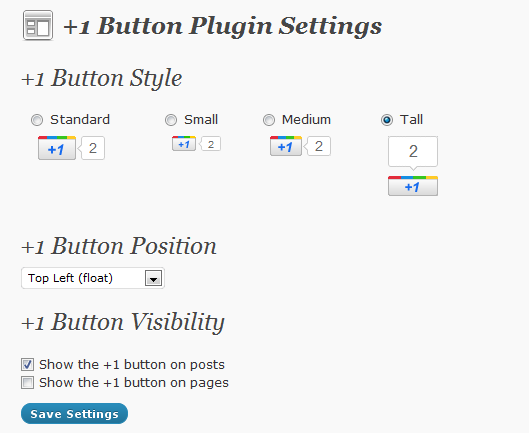 +1 Button Plugin Settings
+1 Button Style
Standard Small Medium Tall
+1 2 +1 2 +1 2 2
+1
+1 Button Position
Top Left (float)
+1 Button Visibility
Show the +1 button on posts
Show the +1 button on pages
Save Settings